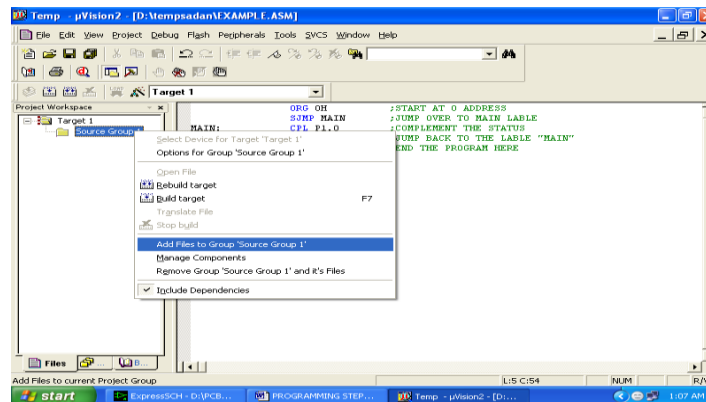 Temp - µVision2 - [D:\tempsadan\EXAMPLE.ASM]
File Edit View Project Debug Flash Peripherals Tools SVCS Window Help
Target 1
Project Workspace
ORG 0H ;START AT 0 ADDRESS
Target 1
SJMP MAIN ;JUMP OVER TO MAIN LABLE
Source Group 1
MAIN: CPL P1.0 ;COMPLEMENT THE STATUS
JUMP BACK TO THE LABLE "MAIN"
END THE PROGRAM HERE
Select Device for Target 'Target 1'
Options for Group 'Source Group 1'
Open File
Rebuild target
Build target F7
Translate File
Stop build
Add Files to Group 'Source Group 1'
Manage Components
Remove Group 'Source Group 1' and it's Files
Include Dependencies
Files ... B...
Add Files to current Project Group L:5 C:54 NUM R/
start ExpressSCH - D:\PCB... PROGRAMMING STEP... Temp - µVision2 - [D:... 1:07 AM